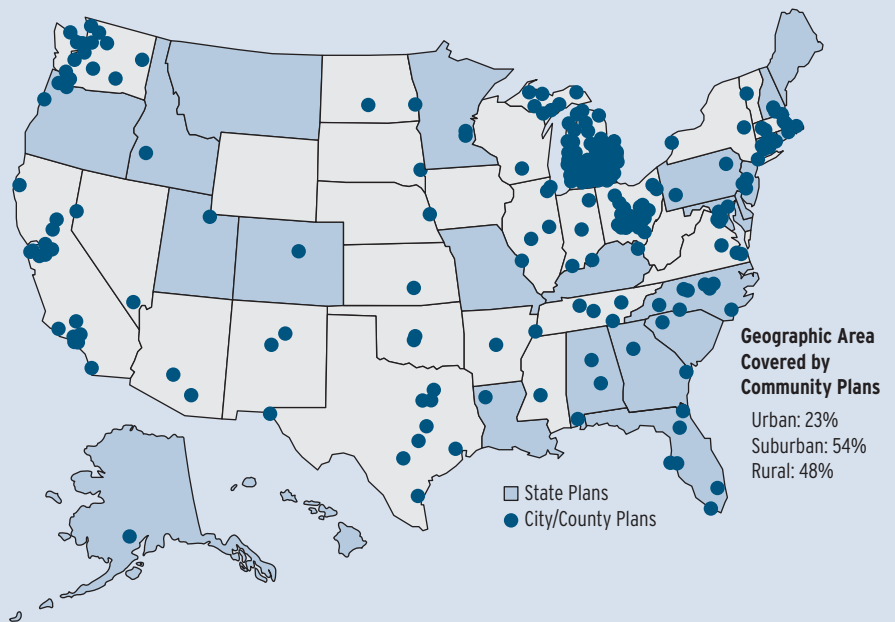 Geographic Area
Covered by
Community Plans
Urban: 23%
Suburban: 54%
Rural: 48%
State Plans
City/County Plans